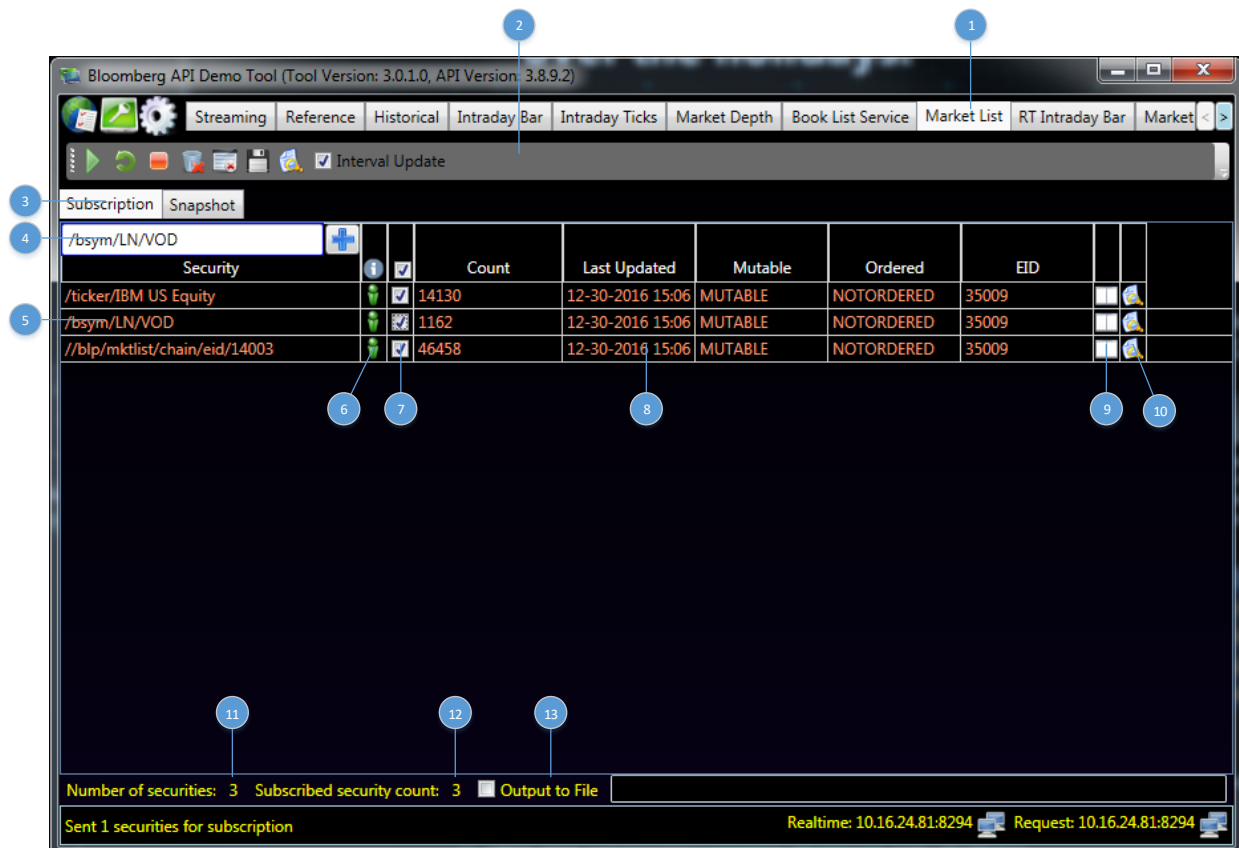 2 1
over the holidays!
Bloomberg API Demo Tool (Tool Version: 3.0.1.0, API Version: 3.8.9.2)
Streaming Reference Historical Intraday Bar Intraday Ticks Market Depth Book List Service Market List RT Intraday Bar Market < >
Interval Update
3 Subscription Snapshot
4 /bsym/LN/VOD
Security Count Last Updated Mutable Ordered EID
/ticker/IBM US Equity 14130 12-30-2016 15:06 MUTABLE NOTORDERED 35009
5 /bsym/LN/VOD 1162 12-30-2016 15:06 MUTABLE NOTORDERED 35009
//blp/mktlist/chain/eid/14003 46458 12-30-2016 15:06 MUTABLE NOTORDERED 35009
6 7 8 9 10
11 12 13
Number of securities: 3 Subscribed security count: 3 Output to File
Sent 1 securities for subscription Realtime: 10.16.24.81:8294 Request: 10.16.24.81:8294